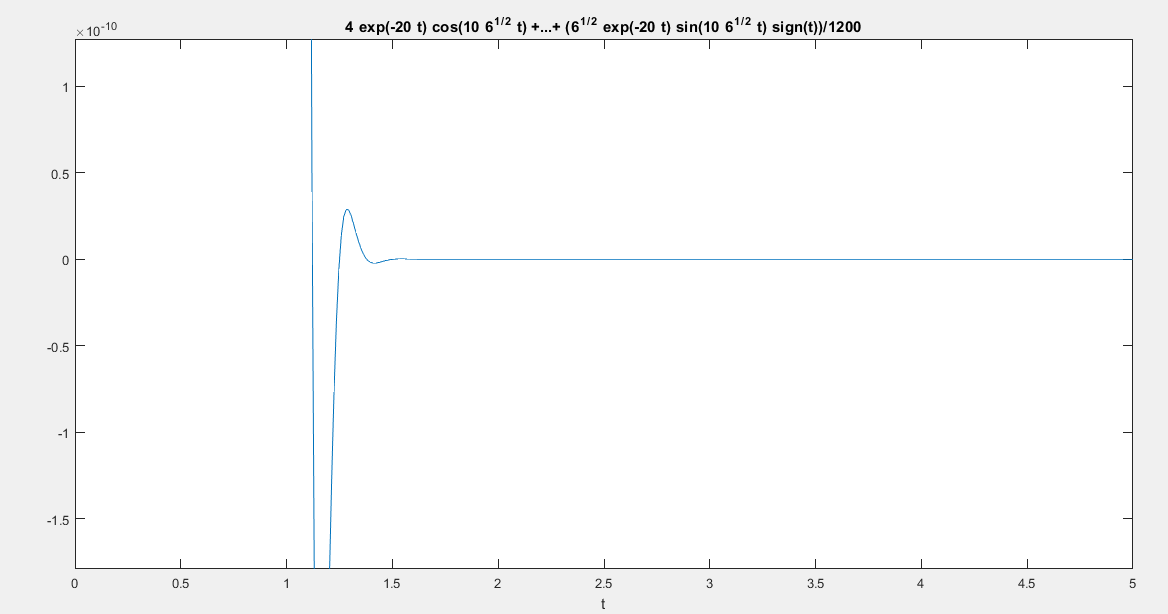 4 exp(-20 t) cos(10 6^{1/2} t) +...+ (6^{1/2} exp(-20 t) sin(10 6^{1/2} t) sign(t))/1200
×10^{-10}
1
0.5
0
-0.5
-1
-1.5
0 0.5 1 1.5 2 2.5 3 3.5 4 4.5 5
t